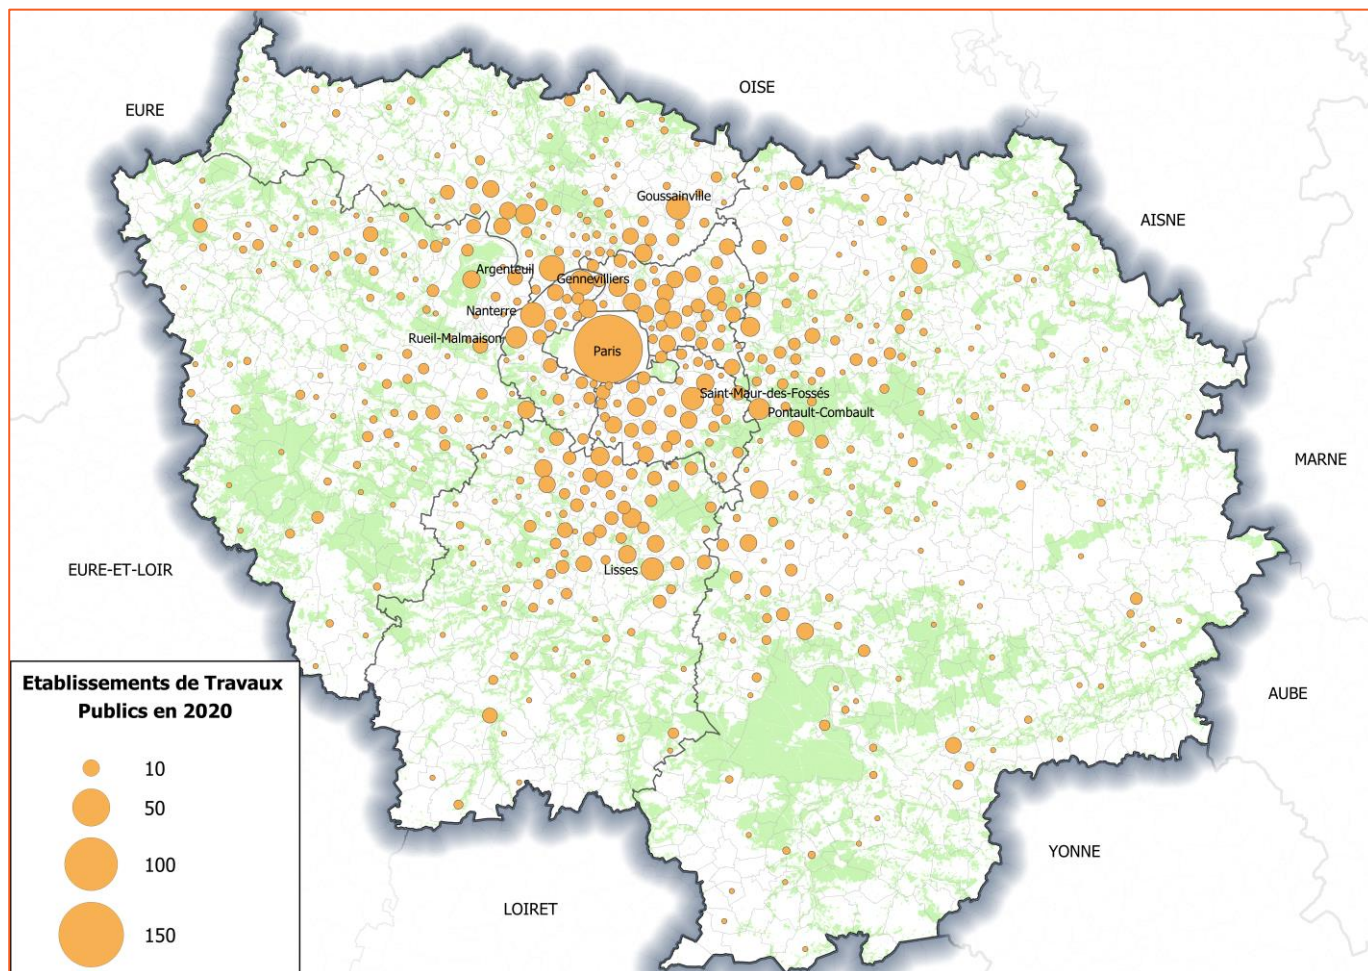 OISE
EURE
Goussainville
AISNE
Argenteuil
Gennevilliers
Nanterre
Rueil-Malmaison
Paris
Saint-Maur-des-Fossés
Pontault-Combault
MARNE
EURE-ET-LOIR
Lisses
Etablissements de Travaux
Publics en 2020
AUBE
10
50
100
YONNE
LOIRET
150